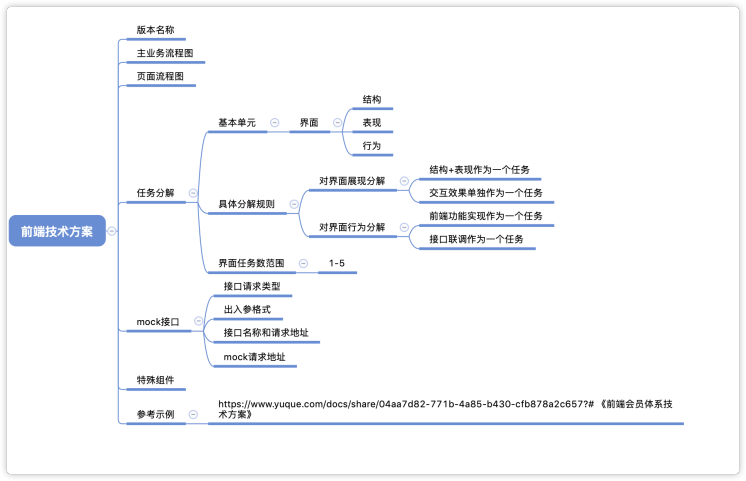 前端技术方案
版本名称
主业务流程图
页面流程图
任务分解
基本单元
界面
结构
表现
行为
具体分解规则
对界面展现分解
结构+表现作为一个任务
交互效果单独作为一个任务
对界面行为分解
前端功能实现作为一个任务
接口联调作为一个任务
界面任务数范围
1-5
mock接口
接口请求类型
出入参格式
接口名称和请求地址
mock请求地址
特殊组件
参考示例
https://www.yuque.com/docs/share/04aa7d82-771b-4a85-b430-cfb878a2c657?# 《前端会员体系技
术方案》